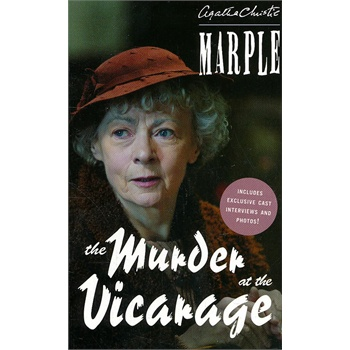 Agatha Christie
MARPLE
INCLUDES
EXCLUSIVE CAST
INTERVIEWS AND
PHOTOS!
the Murder
at the
Vicarage